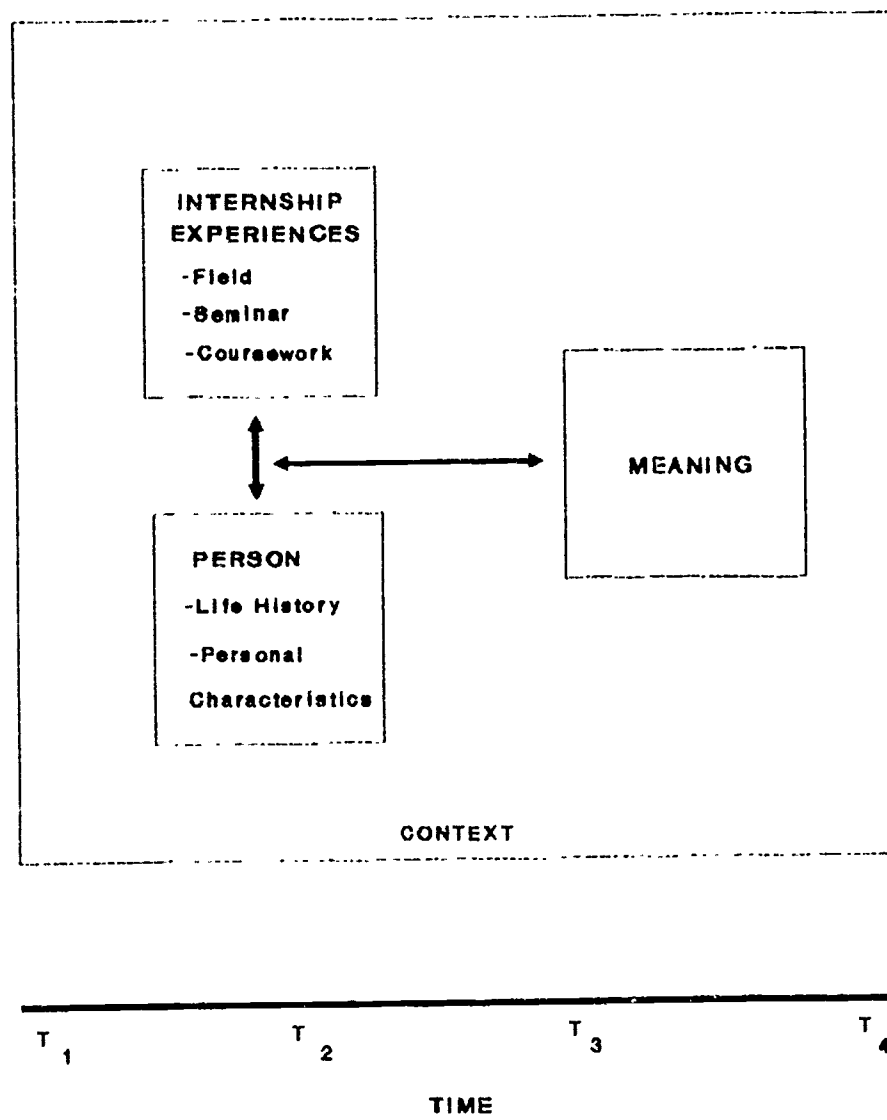 INTERNSHIP
EXPERIENCES
-Field
-Seminar
-Coursework
MEANING
PERSON
-Life History
-Personal
Characteristics
CONTEXT
T1 T2 T3 T4
TIME